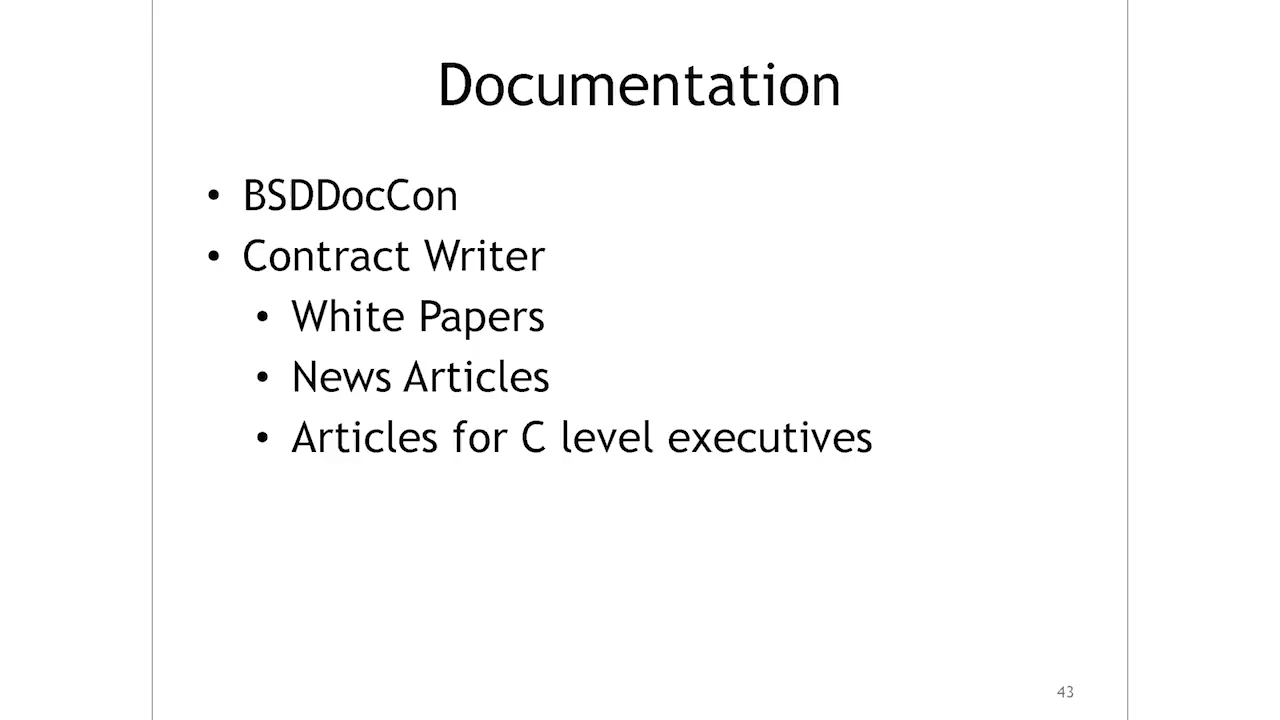 Documentation
• BSDDocCon
• Contract Writer
• White Papers
• News Articles
• Articles for C level executives
43